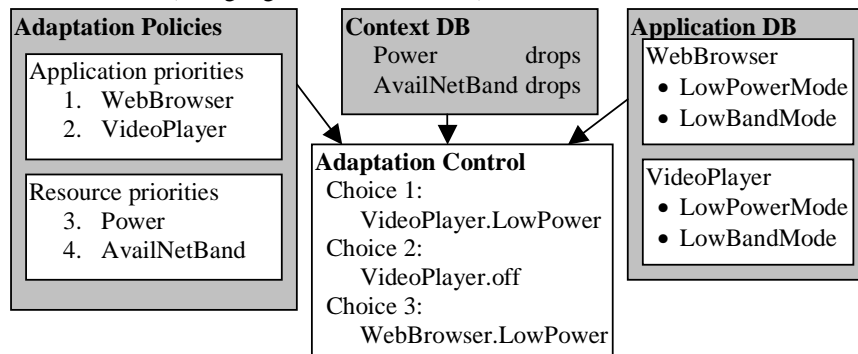 Adaptation Policies
Application priorities
1. WebBrowser
2. VideoPlayer
Resource priorities
3. Power
4. AvailNetBand
Context DB
Power drops
AvailNetBand drops
Application DB
WebBrowser
• LowPowerMode
• LowBandMode
VideoPlayer
• LowPowerMode
• LowBandMode
Adaptation Control
Choice 1:
VideoPlayer.LowPower
Choice 2:
VideoPlayer.off
Choice 3:
WebBrowser.LowPower